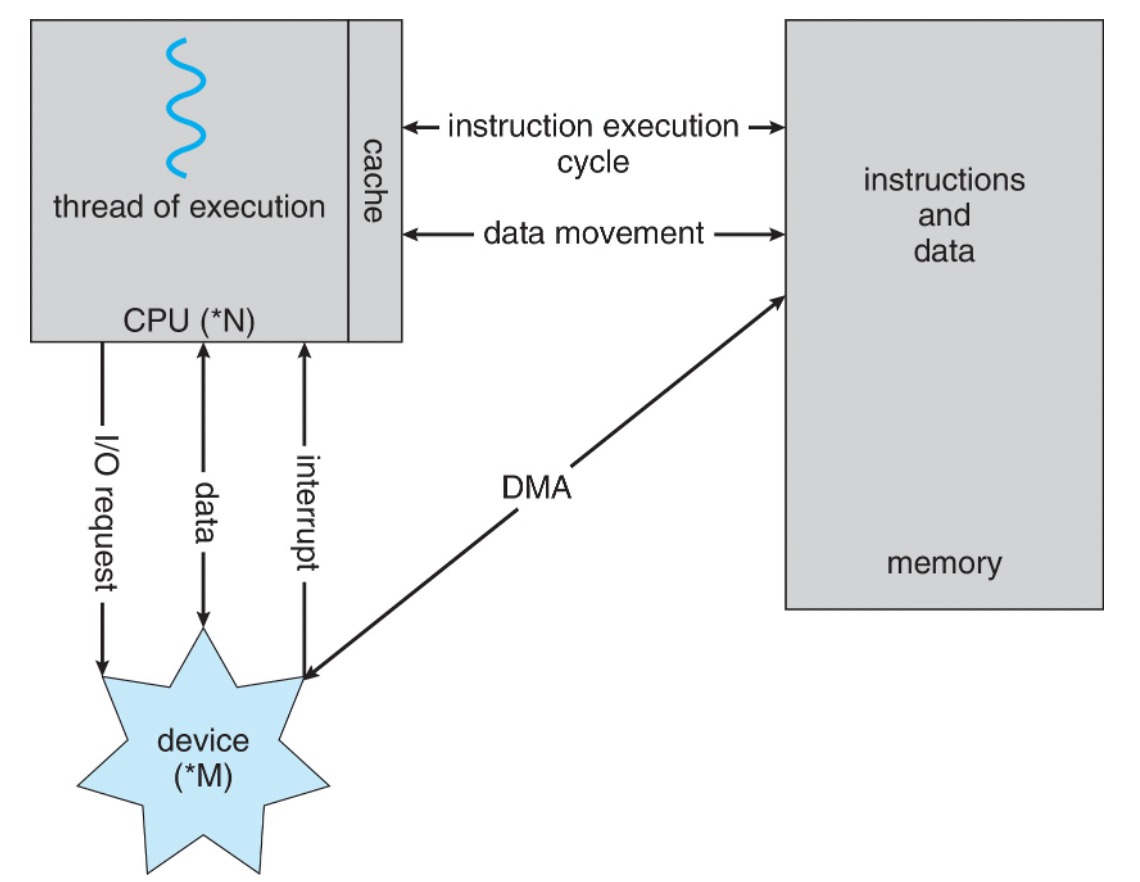 thread of execution
cache
CPU (*N)
instruction execution
cycle
data movement
instructions
and
data
memory
I/O request
data
interrupt
DMA
device
(*M)